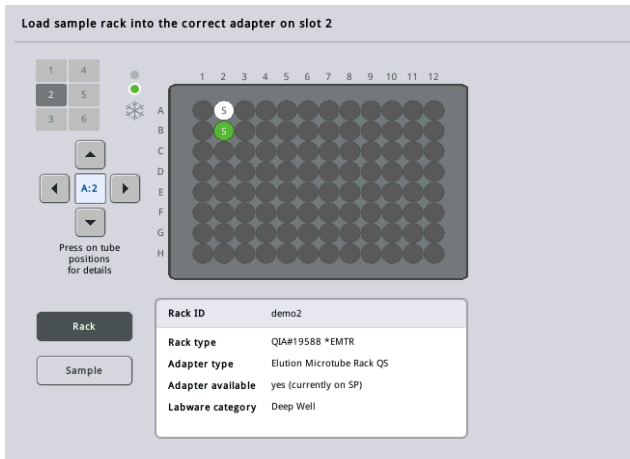 Load sample rack into the correct adapter on slot 2
1 4
2 5
3 6
1 2 3 4 5 6 7 8 9 10 11 12
A S
B S
C
D
E
F
G
H
A:2
Press on tube
positions
for details
Rack
Sample
Rack ID demo2
Rack type QIA#19588 *EMTR
Adapter type Elution Microtube Rack QS
Adapter available yes (currently on SP)
Labware category Deep Well